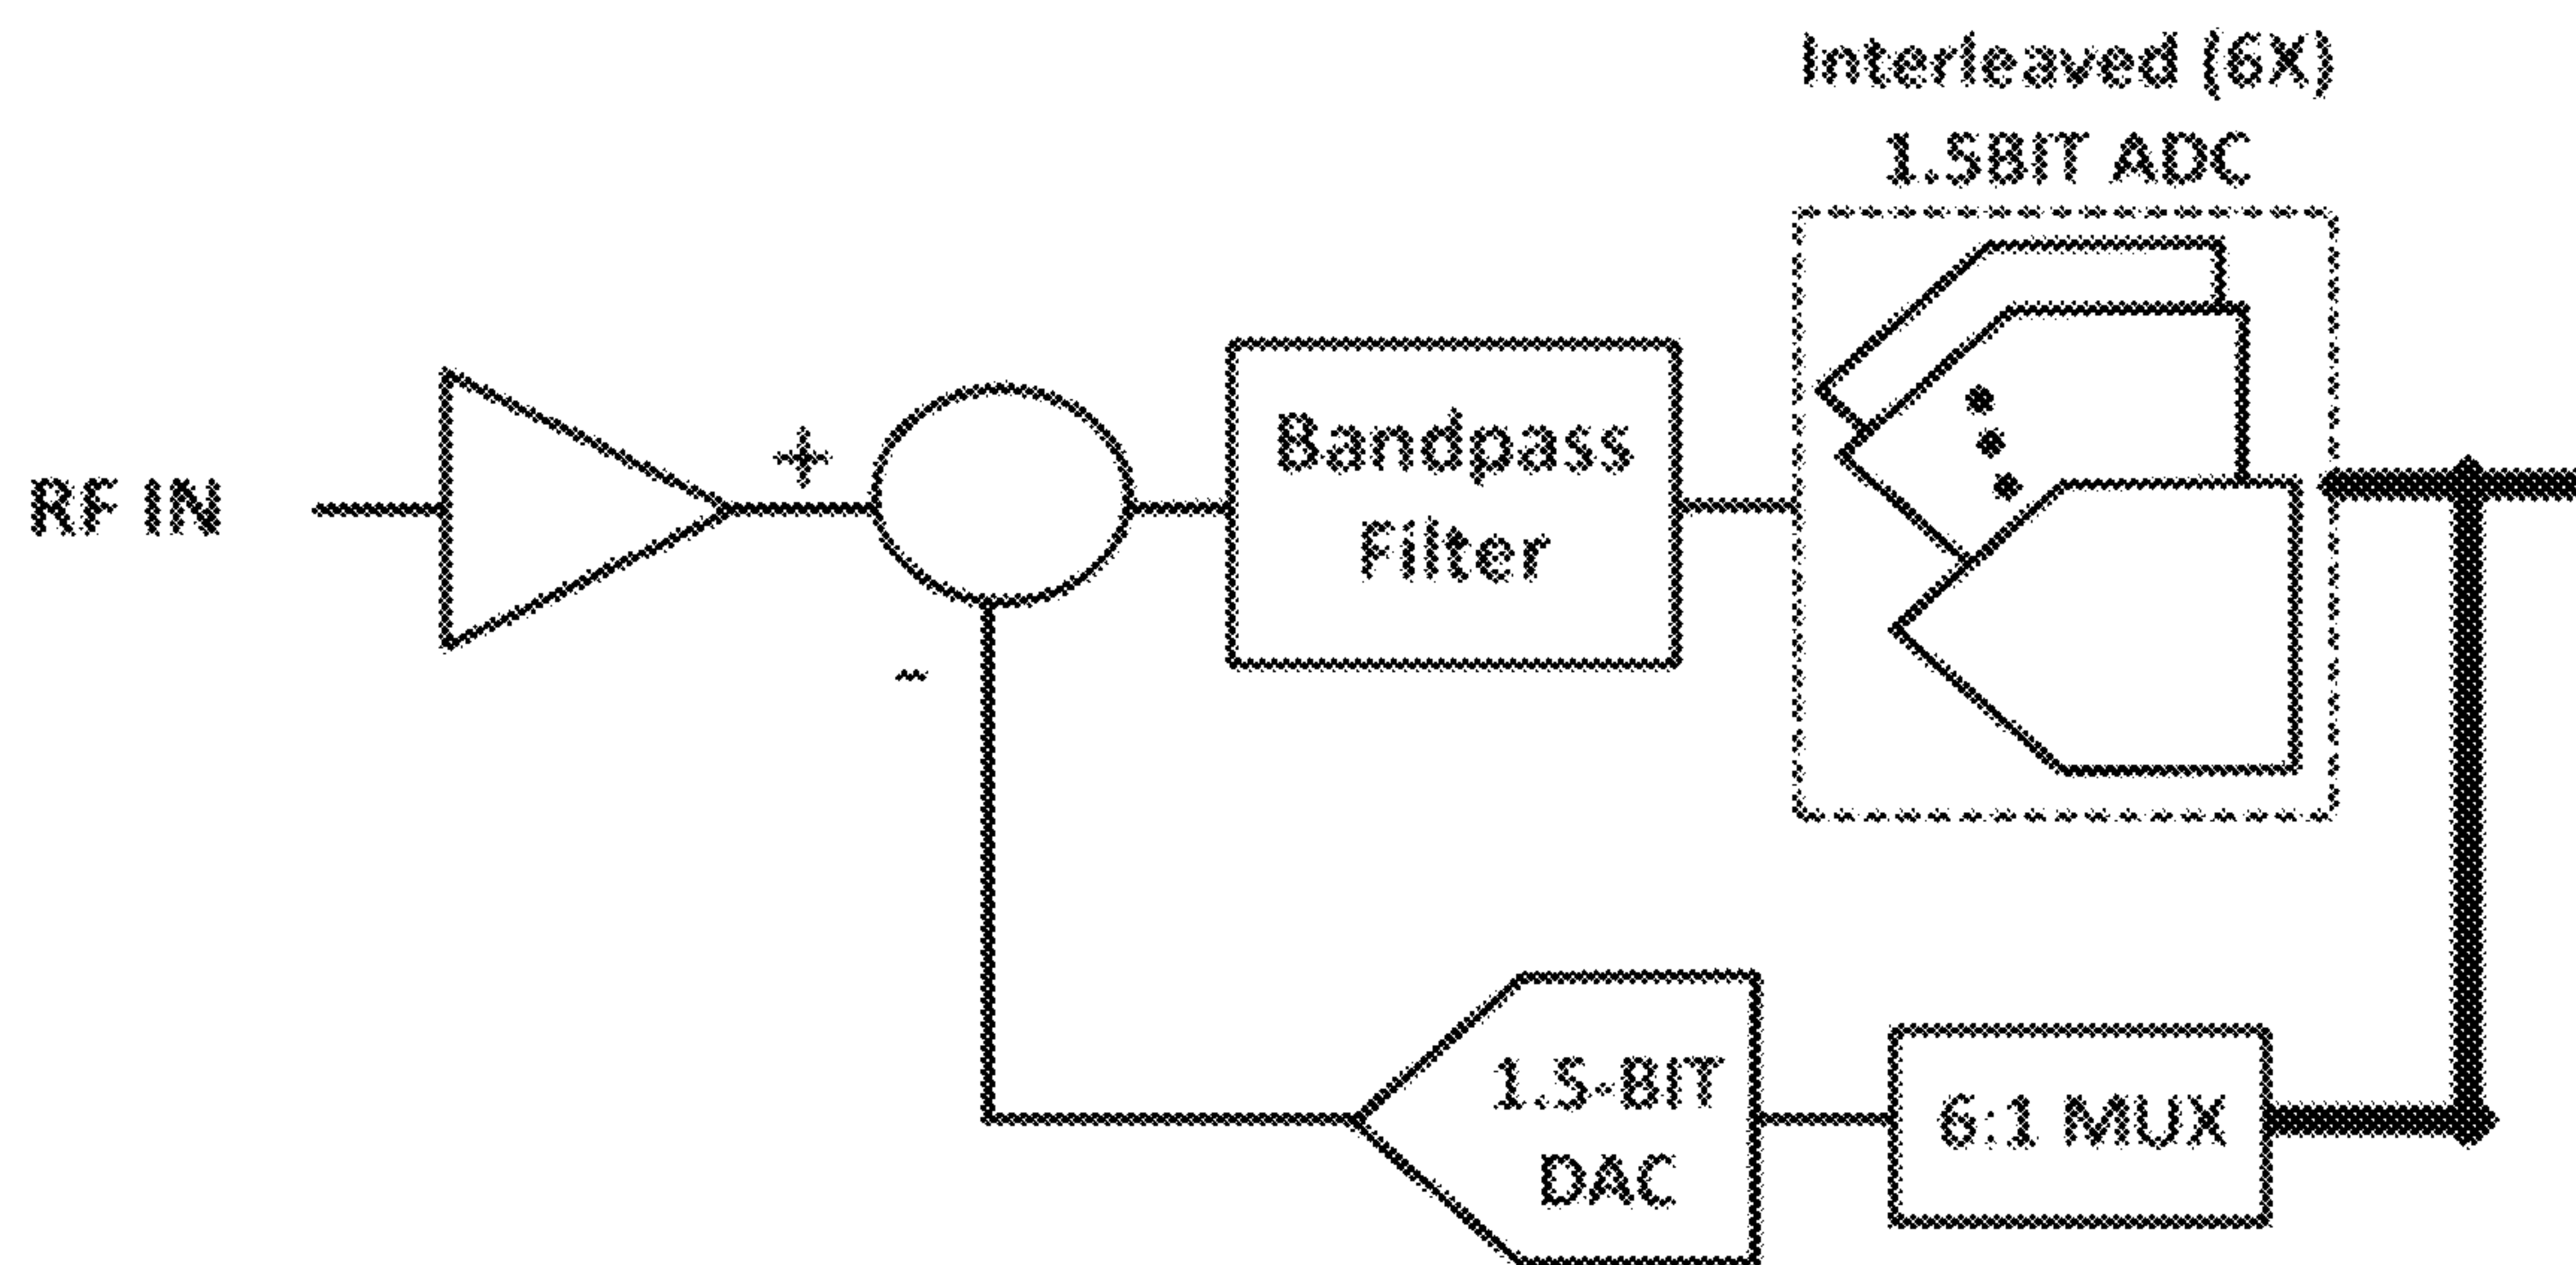 Interleaved (6X)
1.5BIT ADC
RF IN
+
Bandpass
Filter
-
1.5-BIT
DAC
6:1 MUX